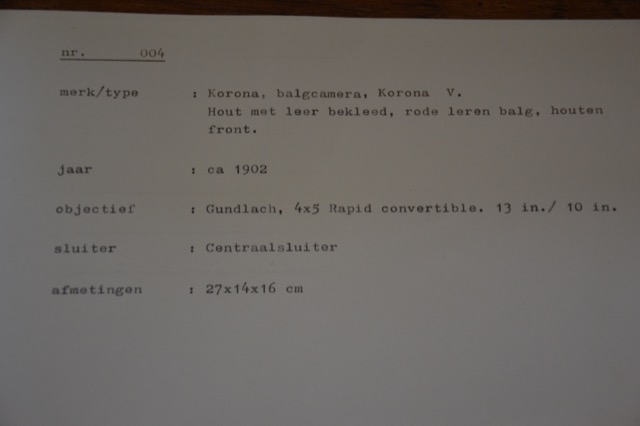 nr. 004
merk/type : Korona, balgcamera, Korona V.
Hout met leer bekleed, rode leren balg, houten
front.
jaar : ca 1902
objectief : Gundlach, 4x5 Rapid convertible. 13 in./ 10 in.
sluiter : Centraalsluiter
afmetingen : 27x14x16 cm